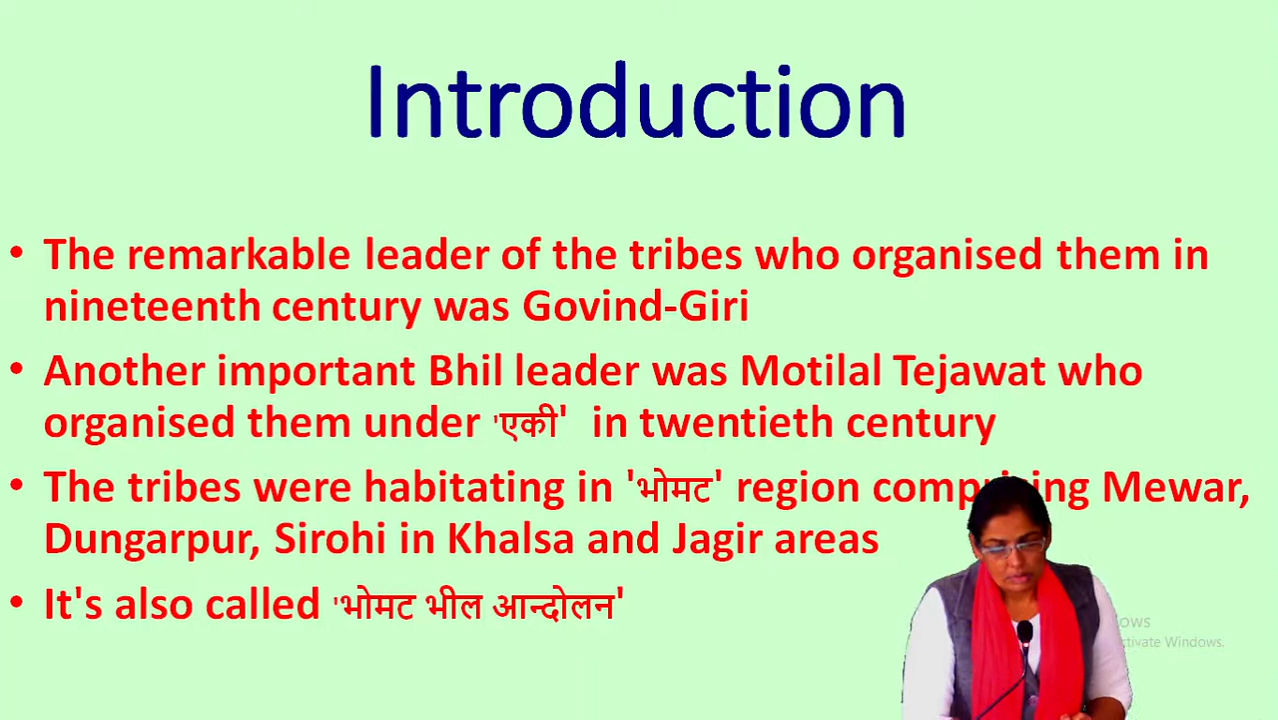 Introduction
• The remarkable leader of the tribes who organised them in
nineteenth century was Govind-Giri
• Another important Bhil leader was Motilal Tejawat who
organised them under 'एकी' in twentieth century
• The tribes were habitating in 'भोमट' region comprising Mewar,
Dungarpur, Sirohi in Khalsa and Jagir areas
• It's also called 'भोमट भील आन्दोलन'
Windows.